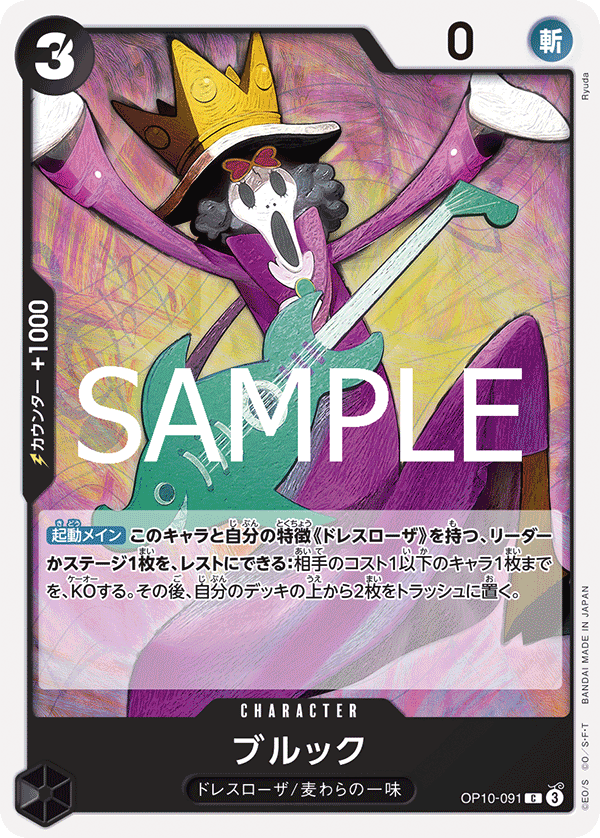 3
0
斬
Ryuda
カウンター +1000
SAMPLE
起動メイン このキャラと自分の特徴《ドレスローザ》を持つ、リーダー
かステージ1枚を、レストにできる：相手のコスト1以下のキャラ1枚まで
を、KOする。その後、自分のデッキの上から2枚をトラッシュに置く。
CHARACTER
ブルック
ドレスローザ/麦わらの一味
OP10-091 C 3
©E.O/S ©O/S・F・T BANDAI MADE IN JAPAN